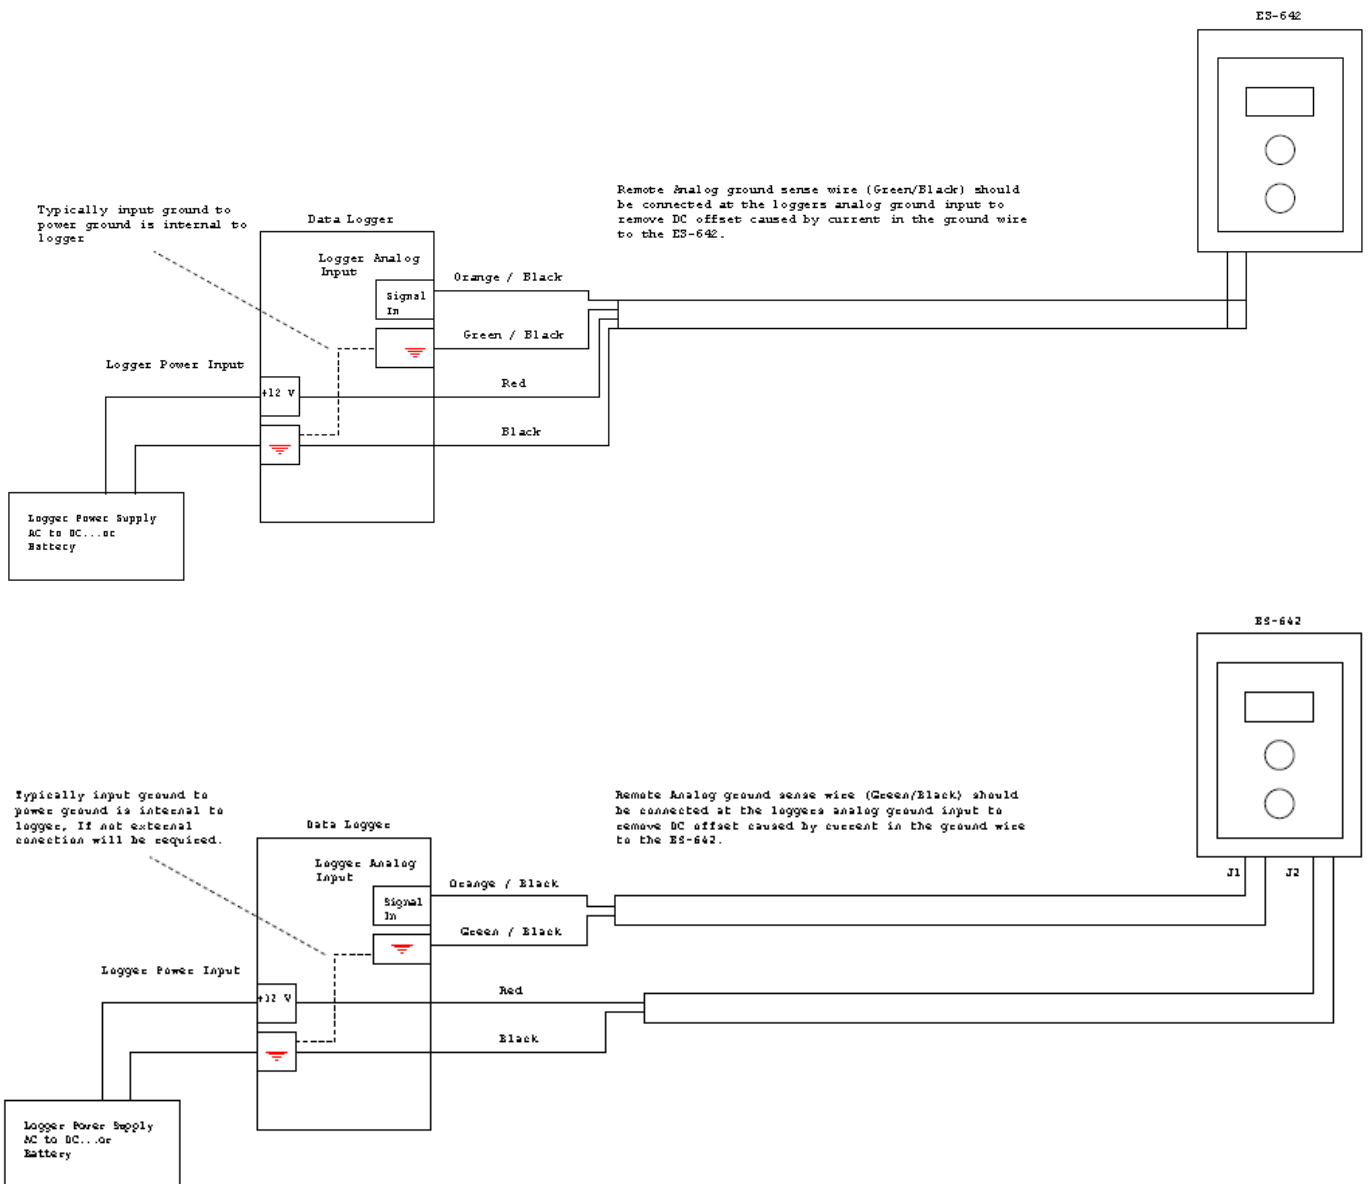 ES-642
Remote Analog ground sense wire (Green/Black) should
be connected at the loggers analog ground input to
remove DC offset caused by current in the ground wire
to the ES-642.
Typically input ground to
power ground is internal to
logger
Data Logger
Logger Analog
Input
Orange / Black
Signal
In
Green / Black
Logger Power Input
Red
+12 V
Black
Logger Power Supply
AC to DC...or
Battery
ES-642
Typically input ground to
power ground is internal to
logger, If not external
conection will be required.
Remote Analog ground sense wire (Green/Black) should
be connected at the loggers analog ground input to
remove DC offset caused by current in the ground wire
to the ES-642.
Data Logger
Logger Analog
Input
J1 J2
Orange / Black
Signal
In
Green / Black
Logger Power Input
Red
+12 V
Black
Logger Power Supply
AC to DC...or
Battery